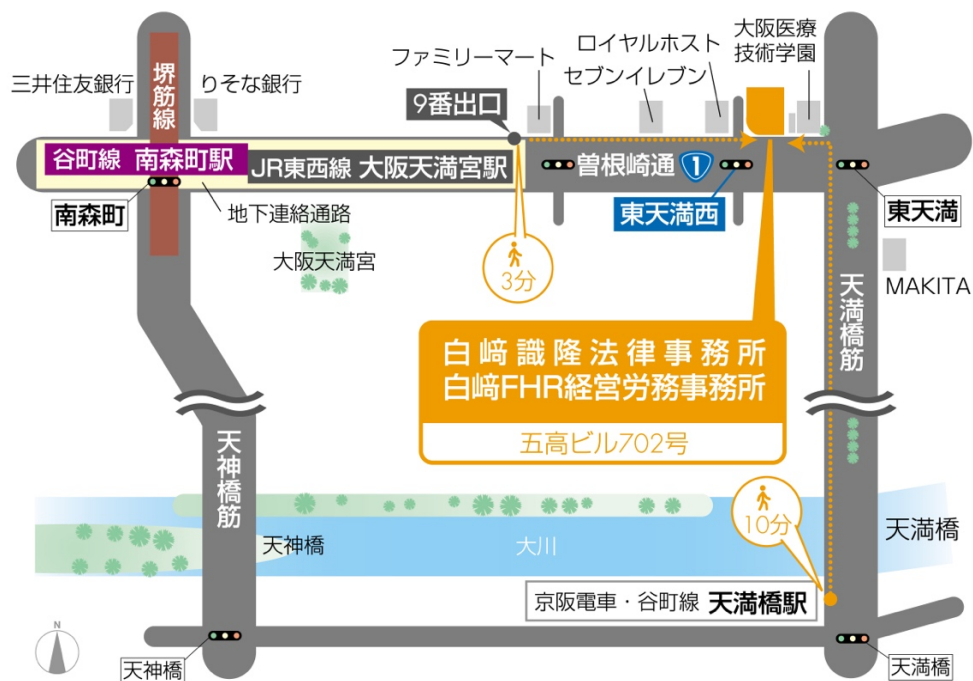 大阪医療
技術学園
ロイヤルホスト
ファミリーマート
セブンイレブン
三井住友銀行
堺筋線
りそな銀行
9番出口
谷町線 南森町駅
JR東西線 大阪天満宮駅
曽根崎通
1
南森町
地下連絡通路
東天満西
東天満
大阪天満宮
3分
MAKITA
天満橋筋
白﨑識隆法律事務所
白﨑FHR経営労務事務所
五高ビル702号
天神橋筋
10分
天神橋
大川
天満橋
京阪電車・谷町線 天満橋駅
N
天神橋
天満橋